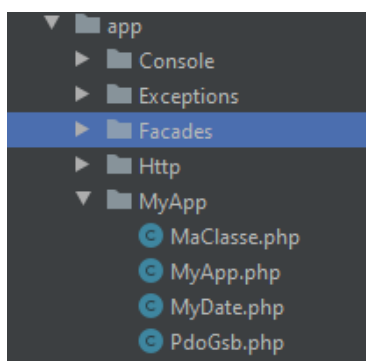 app
Console
Exceptions
Facades
Http
MyApp
MaClasse.php
MyApp.php
MyDate.php
PdoGsb.php